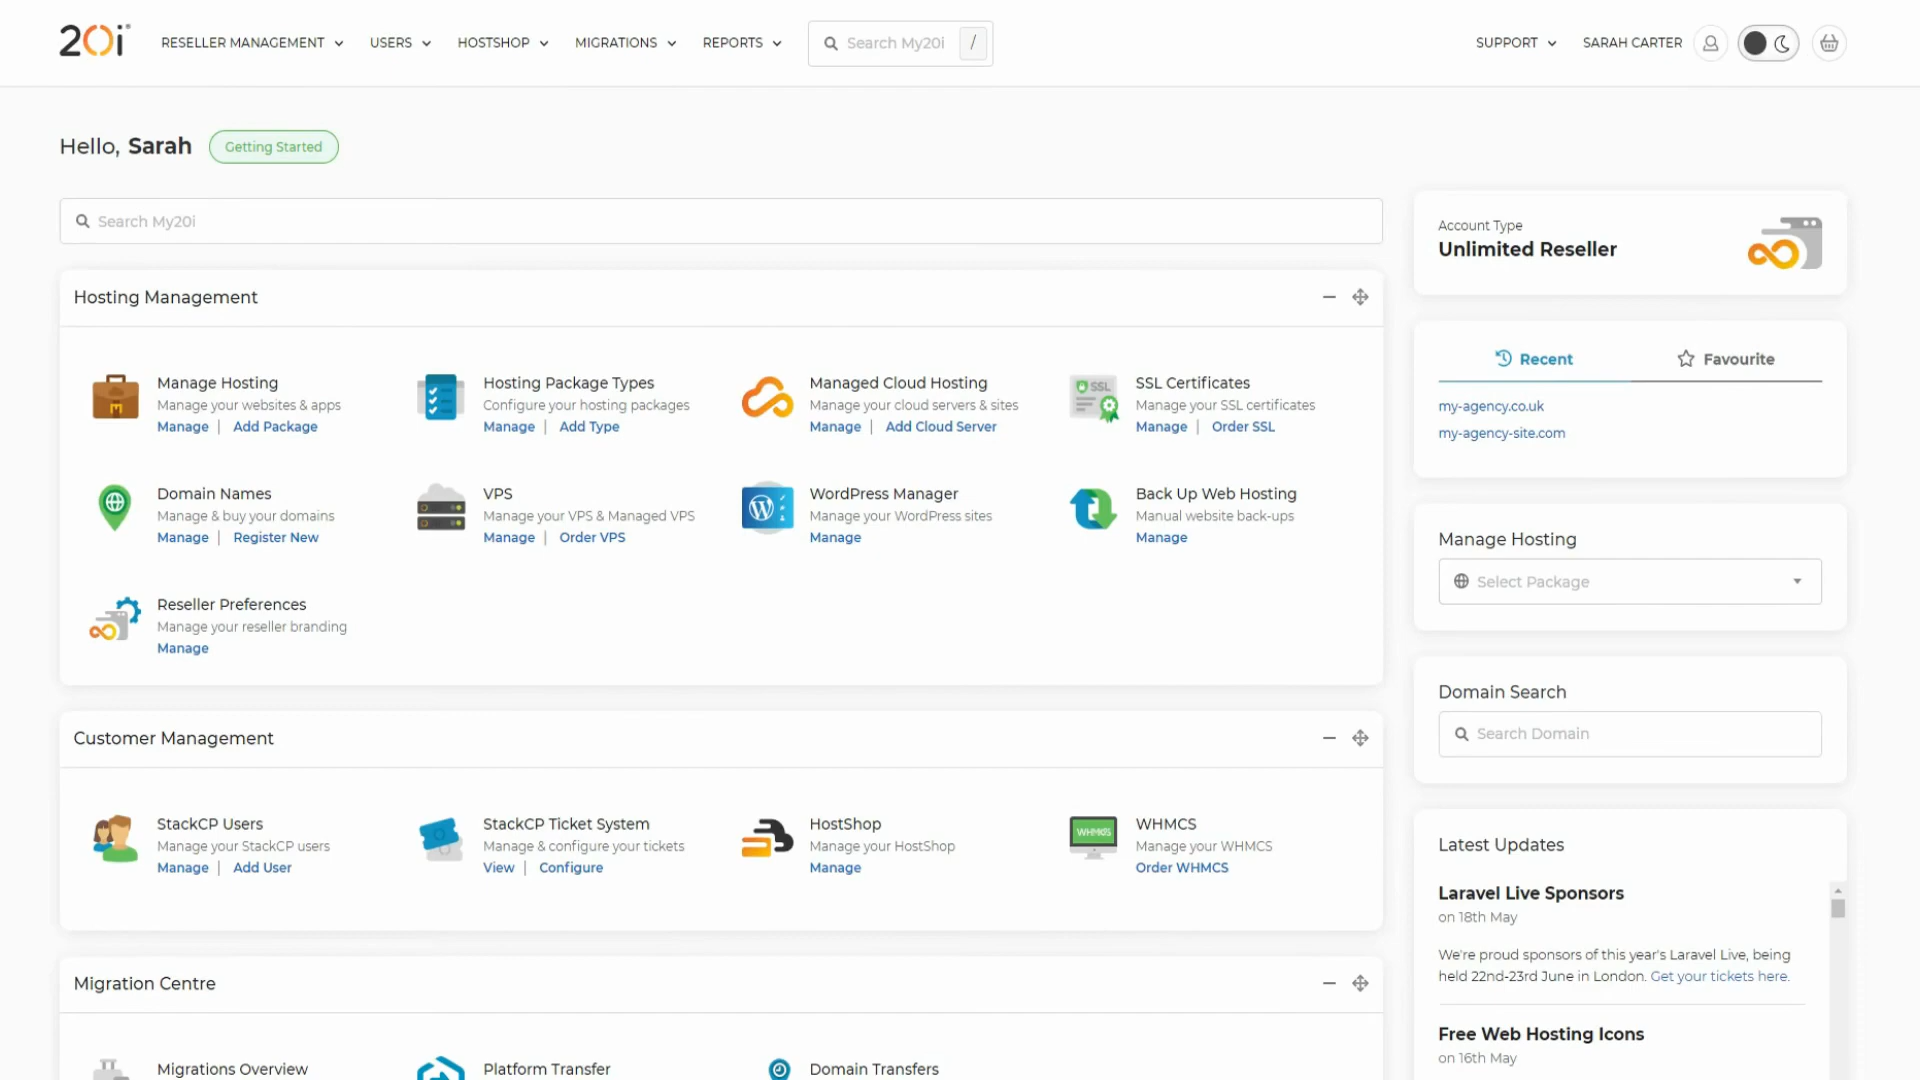 20i
RESELLER MANAGEMENT
USERS
HOSTSHOP
MIGRATIONS
REPORTS
Search My20i
/
SUPPORT
SARAH CARTER
Hello, Sarah
Getting Started
Search My20i
Hosting Management
Manage Hosting
Manage your websites & apps
Manage | Add Package
Hosting Package Types
Configure your hosting packages
Manage | Add Type
Managed Cloud Hosting
Manage your cloud servers & sites
Manage | Add Cloud Server
SSL
SSL Certificates
Manage your SSL certificates
Manage | Order SSL
Domain Names
Manage & buy your domains
Manage | Register New
VPS
Manage your VPS & Managed VPS
Manage | Order VPS
WordPress Manager
Manage your WordPress sites
Manage
Back Up Web Hosting
Manual website back-ups
Manage
Reseller Preferences
Manage your reseller branding
Manage
Customer Management
StackCP Users
Manage your StackCP users
Manage | Add User
StackCP Ticket System
Manage & configure your tickets
View | Configure
HostShop
Manage your HostShop
Manage
WHMCS
WHMCS
Manage your WHMCS
Order WHMCS
Migration Centre
Migrations Overview
Platform Transfer
Domain Transfers
Account Type
Unlimited Reseller
Recent
Favourite
my-agency.co.uk
my-agency-site.com
Manage Hosting
Select Package
Domain Search
Search Domain
Latest Updates
Laravel Live Sponsors
on 18th May
We're proud sponsors of this year's Laravel Live, being
held 22nd-23rd June in London. Get your tickets here.
Free Web Hosting Icons
on 16th May